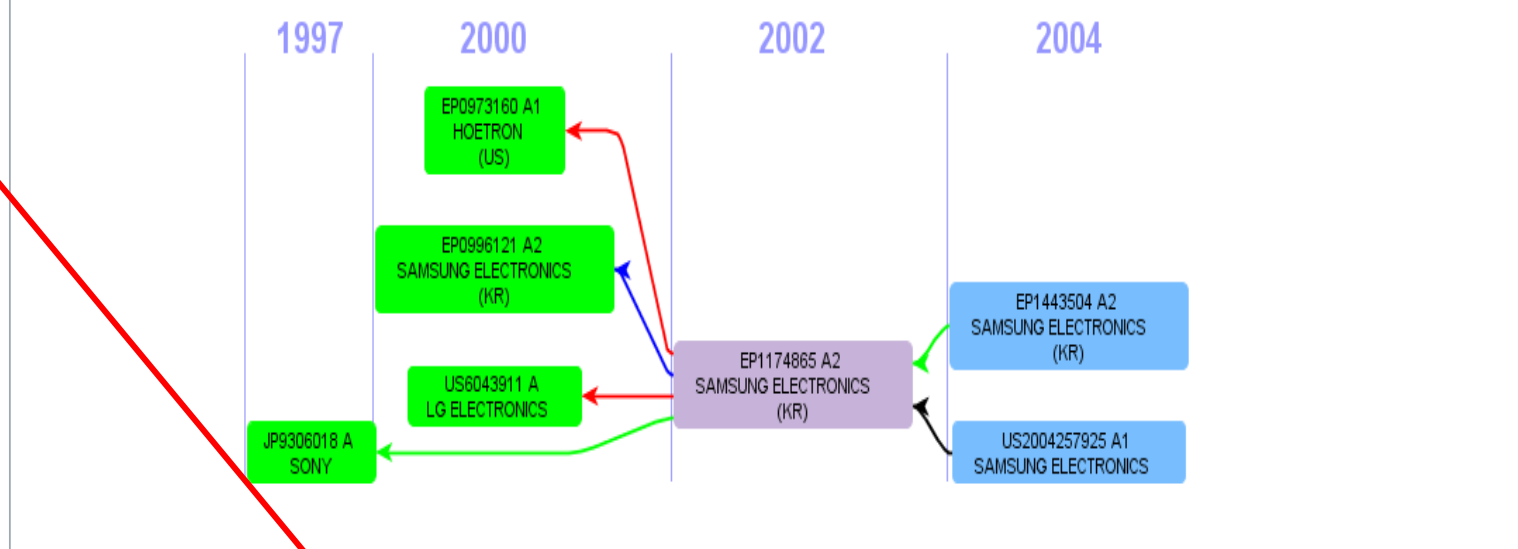 1997
2000
2002
2004
EP0973160 A1
HOETRON
(US)
EP0996121 A2
SAMSUNG ELECTRONICS
(KR)
US6043911 A
LG ELECTRONICS
JP9306018 A
SONY
EP1174865 A2
SAMSUNG ELECTRONICS
(KR)
EP1443504 A2
SAMSUNG ELECTRONICS
(KR)
US2004257925 A1
SAMSUNG ELECTRONICS